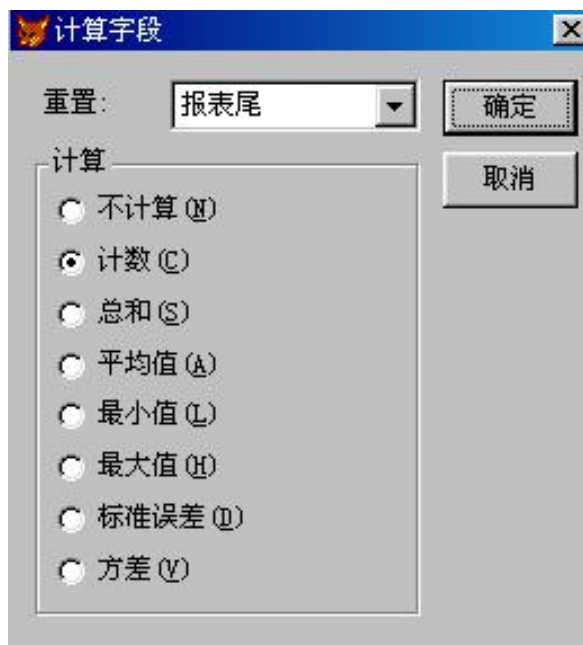 计算字段
重置: 报表尾 确定
计算 取消
不计算(N)
计数(C)
总和(S)
平均值(A)
最小值(L)
最大值(H)
标准误差(D)
方差(V)